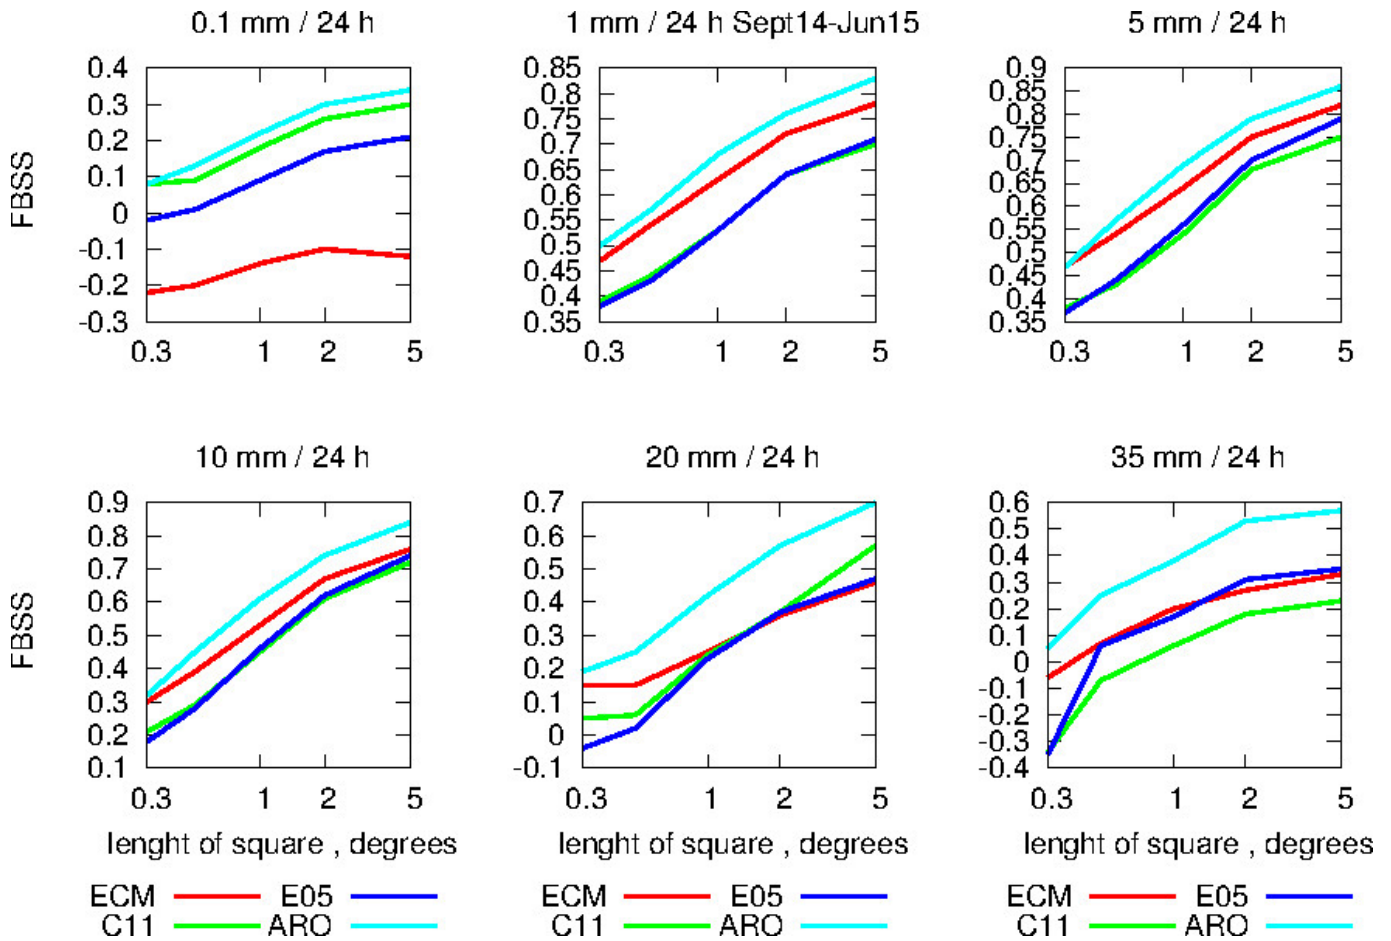 0.1 mm / 24 h
1 mm / 24 h Sept14-Jun15
5 mm / 24 h
FBSS
0.4
0.3
0.2
0.1
0
-0.1
-0.2
-0.3
0.3 1 2 5
0.85
0.8
0.75
0.7
0.65
0.6
0.55
0.5
0.45
0.4
0.35
0.3 1 2 5
0.9
0.85
0.8
0.75
0.7
0.65
0.6
0.55
0.5
0.45
0.4
0.35
0.3 1 2 5
10 mm / 24 h
20 mm / 24 h
35 mm / 24 h
FBSS
0.9
0.8
0.7
0.6
0.5
0.4
0.3
0.2
0.1
0.3 1 2 5
lenght of square , degrees
0.7
0.6
0.5
0.4
0.3
0.2
0.1
0
-0.1
0.3 1 2 5
lenght of square , degrees
0.6
0.5
0.4
0.3
0.2
0.1
0
-0.1
-0.2
-0.3
-0.4
0.3 1 2 5
lenght of square , degrees
ECM E05
C11 ARO
ECM E05
C11 ARO
ECM E05
C11 ARO